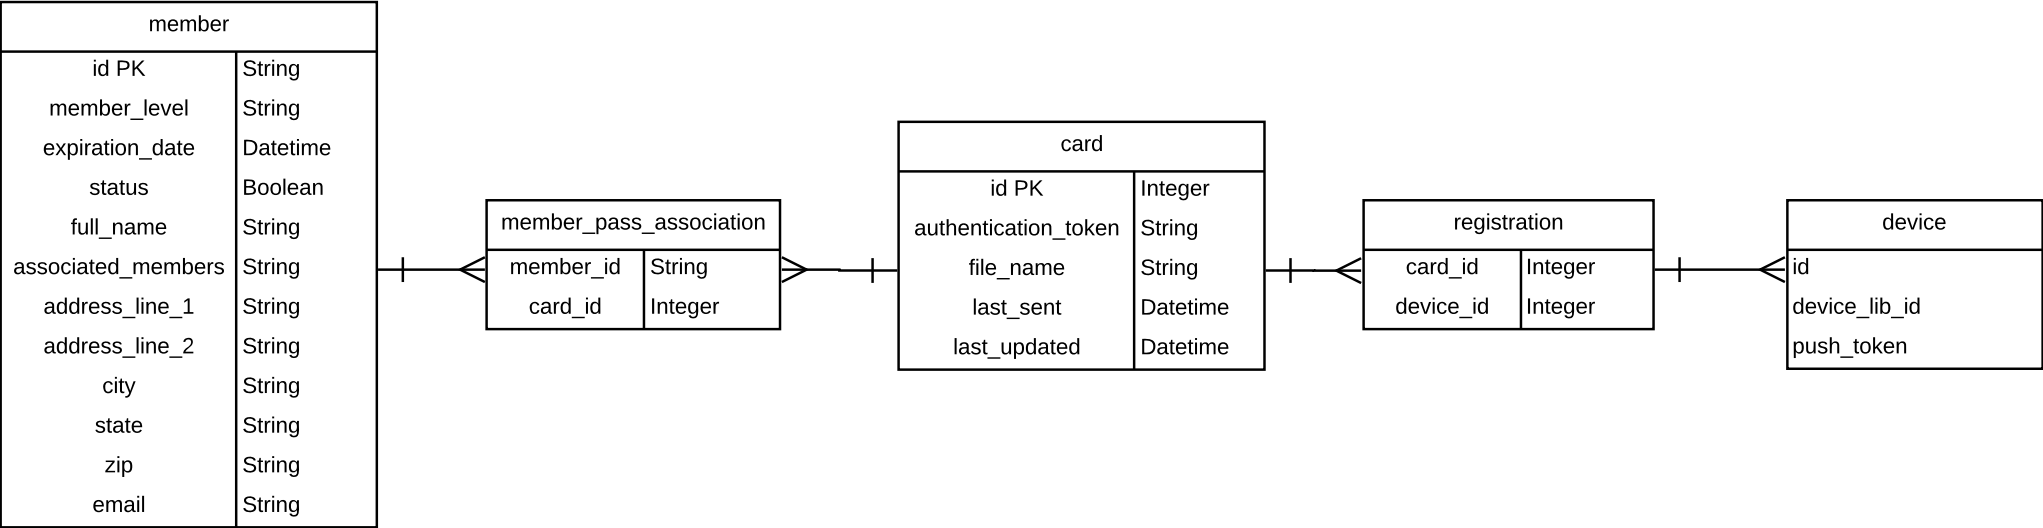 member
id PK String
member_level String
expiration_date Datetime
status Boolean
full_name String
associated_members String
address_line_1 String
address_line_2 String
city String
state String
zip String
email String
member_pass_association
member_id String
card_id Integer
card
id PK Integer
authentication_token String
file_name String
last_sent Datetime
last_updated Datetime
registration
card_id Integer
device_id Integer
device
id
device_lib_id
push_token